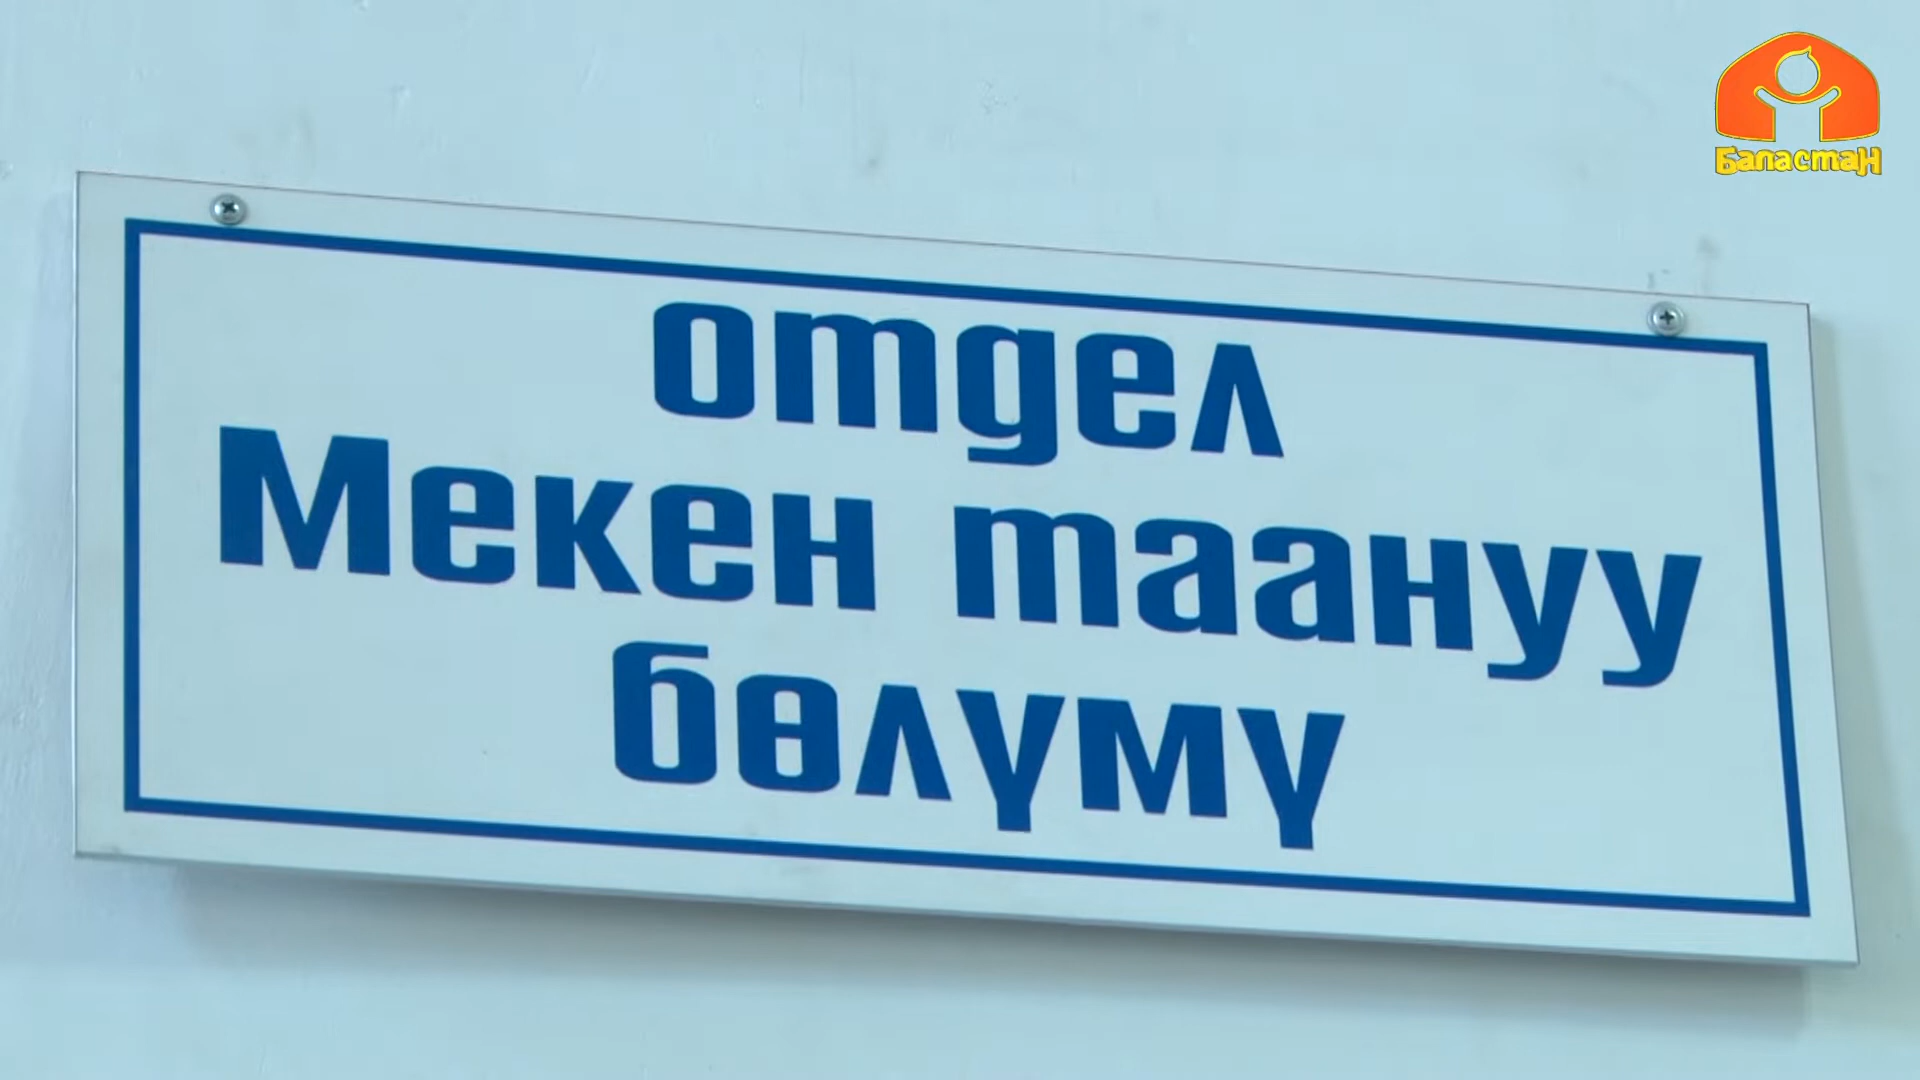 Баластан
отдел
Мекен таануу
бөлүмү